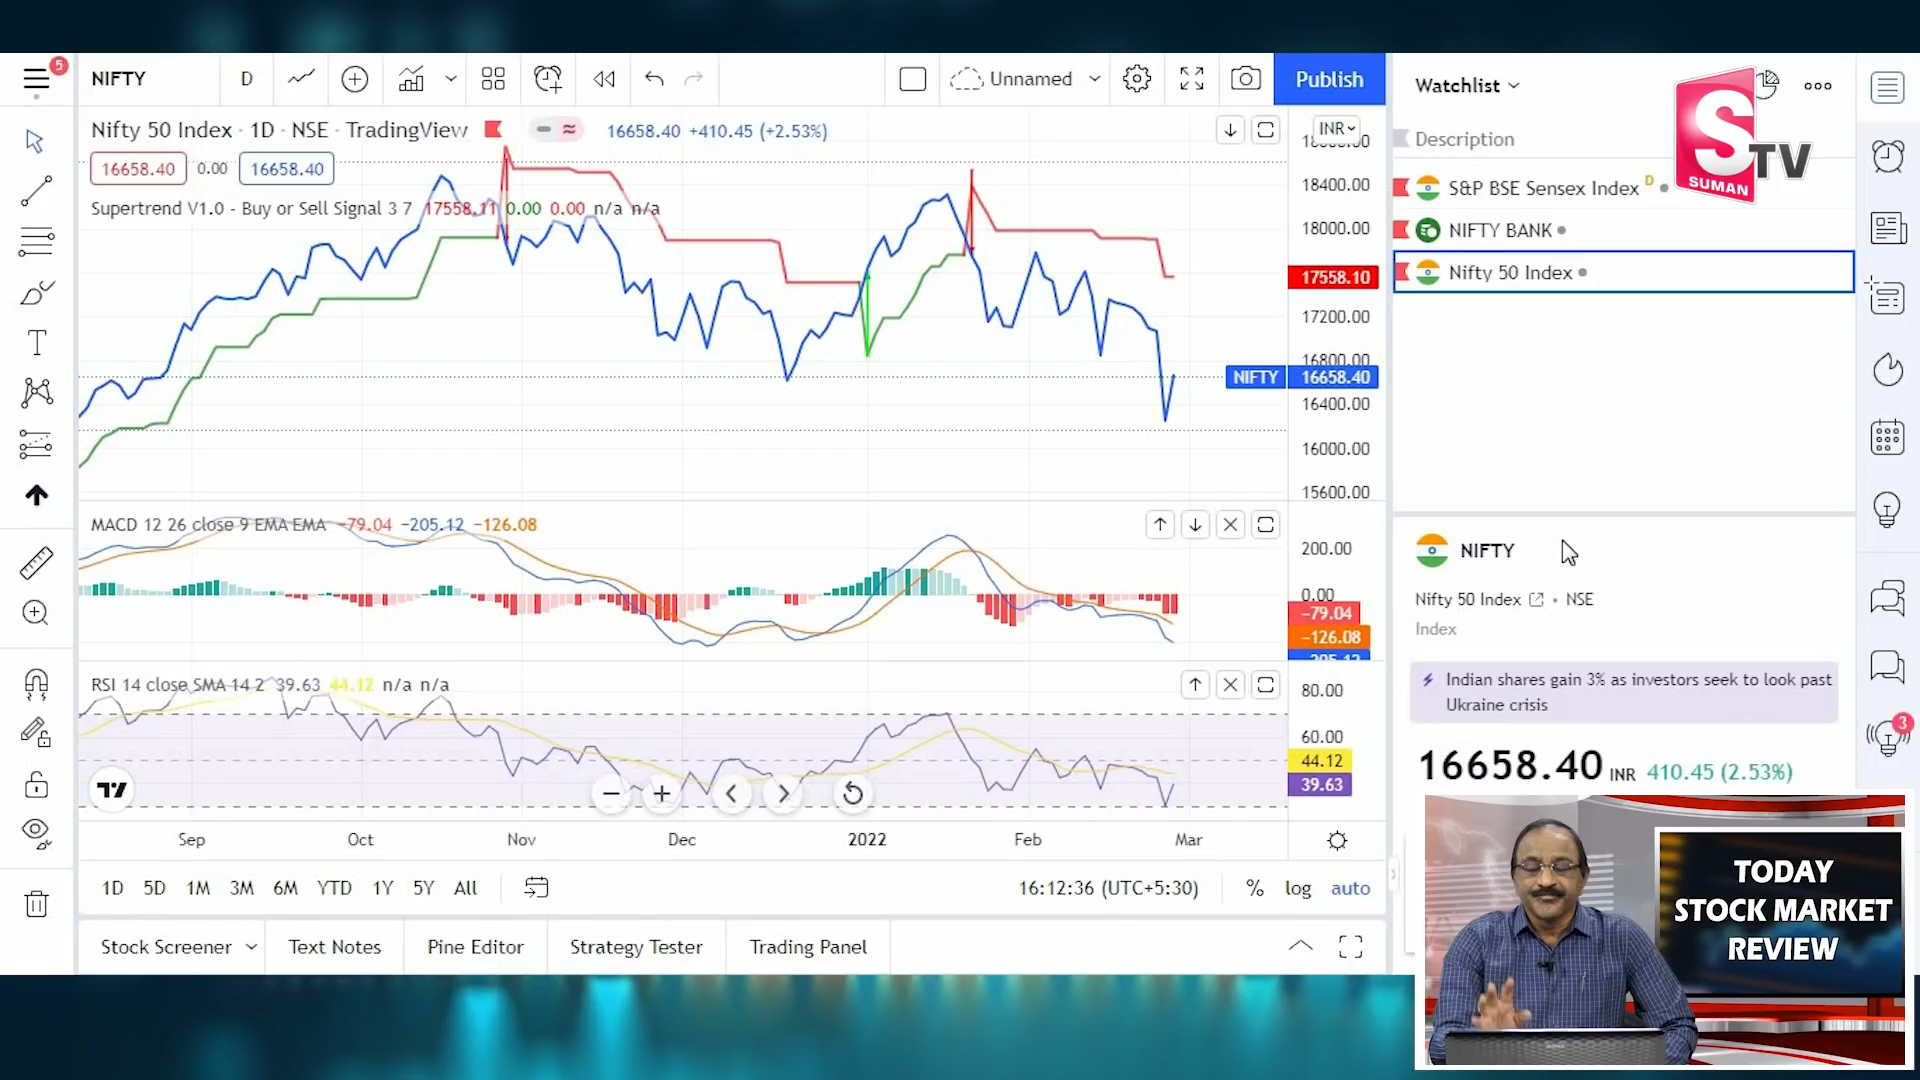 5
NIFTY
D
Unnamed
Publish
Watchlist
S TV
SUMAN
Nifty 50 Index · 1D · NSE · TradingView
16658.40 +410.45 (+2.53%)
INR
16658.40 0.00 16658.40
Supertrend V1.0 - Buy or Sell Signal 3 7 17558.11 0.00 0.00 n/a n/a
18400.00
18000.00
17558.10
17200.00
16800.00
NIFTY 16658.40
16400.00
16000.00
15600.00
Description
S&P BSE Sensex Index D
NIFTY BANK
Nifty 50 Index
MACD 12 26 close 9 EMA EMA −79.04 −205.12 −126.08
200.00
0.00
−79.04
−126.08
−205.12
RSI 14 close SMA 14 2 39.63 44.12 n/a n/a
80.00
60.00
44.12
39.63
Sep Oct Nov Dec 2022 Feb Mar
1D 5D 1M 3M 6M YTD 1Y 5Y All
16:12:36 (UTC+5:30)
% log auto
Stock Screener Text Notes Pine Editor Strategy Tester Trading Panel
NIFTY
Nifty 50 Index · NSE
Index
Indian shares gain 3% as investors seek to look past
Ukraine crisis
16658.40 INR 410.45 (2.53%)
3
TODAY
STOCK MARKET
REVIEW